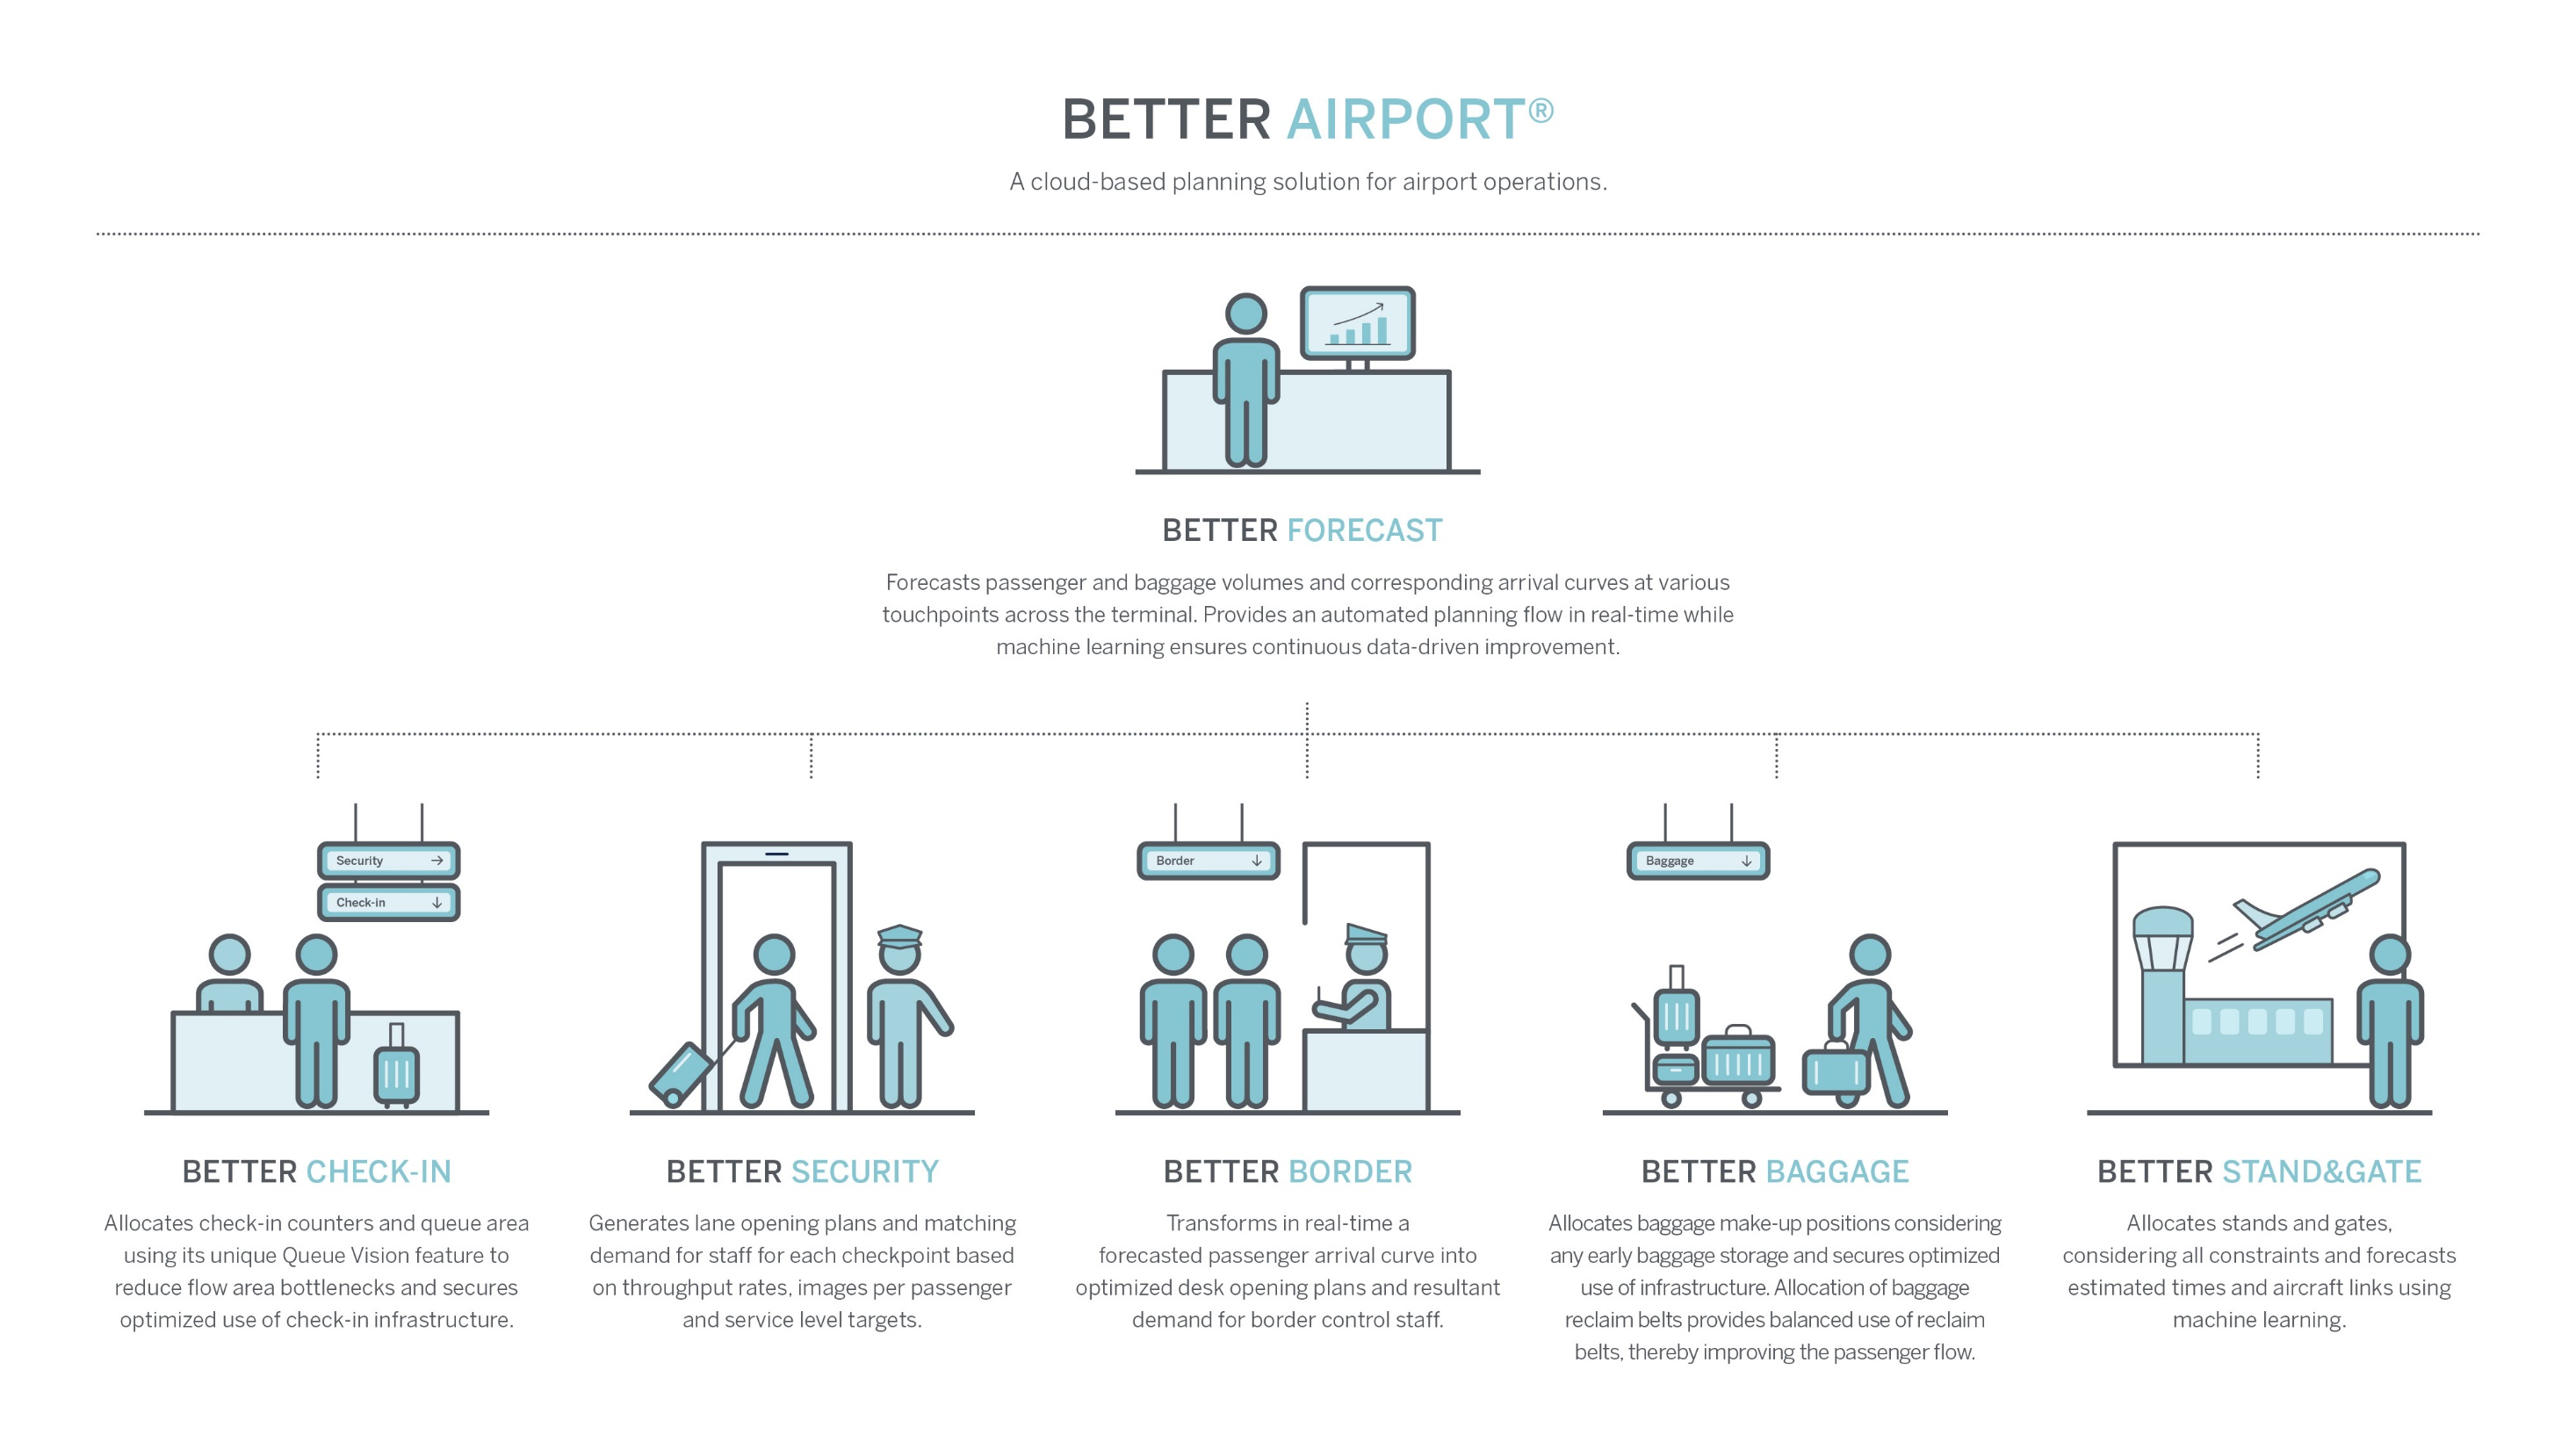 BETTER AIRPORT®
A cloud-based planning solution for airport operations.
BETTER FORECAST
Forecasts passenger and baggage volumes and corresponding arrival curves at various
touchpoints across the terminal. Provides an automated planning flow in real-time while
machine learning ensures continuous data-driven improvement.
Security →
Check-in ↓
Border ↓
Baggage ↓
BETTER CHECK-IN
Allocates check-in counters and queue area
using its unique Queue Vision feature to
reduce flow area bottlenecks and secures
optimized use of check-in infrastructure.
BETTER SECURITY
Generates lane opening plans and matching
demand for staff for each checkpoint based
on throughput rates, images per passenger
and service level targets.
BETTER BORDER
Transforms in real-time a
forecasted passenger arrival curve into
optimized desk opening plans and resultant
demand for border control staff.
BETTER BAGGAGE
Allocates baggage make-up positions considering
any early baggage storage and secures optimized
use of infrastructure. Allocation of baggage
reclaim belts provides balanced use of reclaim
belts, thereby improving the passenger flow.
BETTER STAND&GATE
Allocates stands and gates,
considering all constraints and forecasts
estimated times and aircraft links using
machine learning.